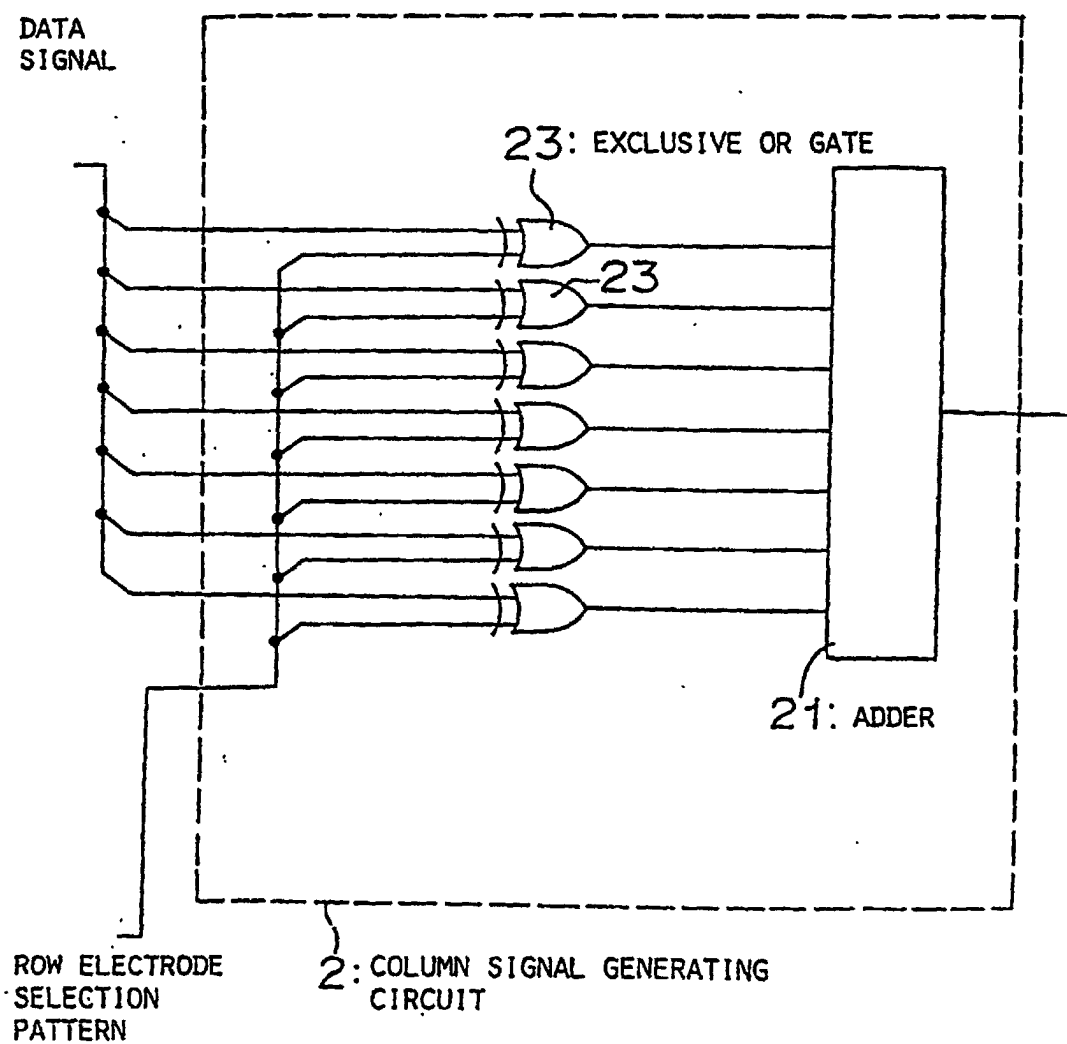 DATA
SIGNAL
23: EXCLUSIVE OR GATE
23
21: ADDER
ROW ELECTRODE
SELECTION
PATTERN
2: COLUMN SIGNAL GENERATING
CIRCUIT